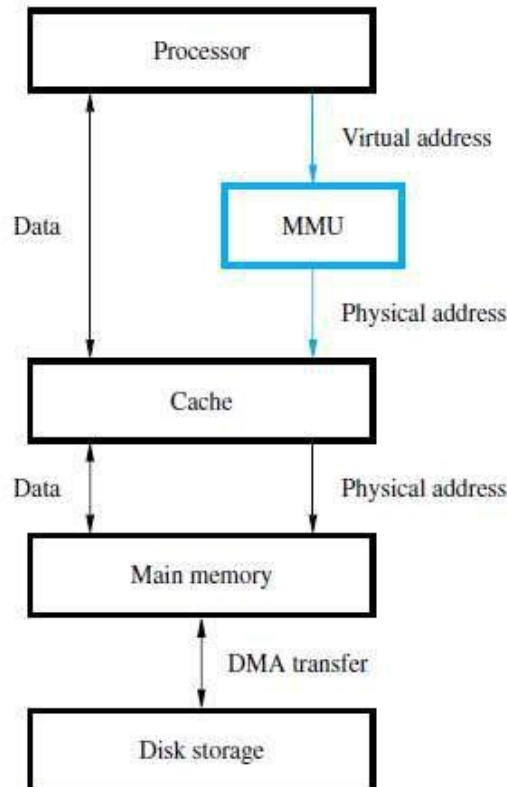 Processor
Virtual address
Data
MMU
Physical address
Cache
Data
Physical address
Main memory
DMA transfer
Disk storage